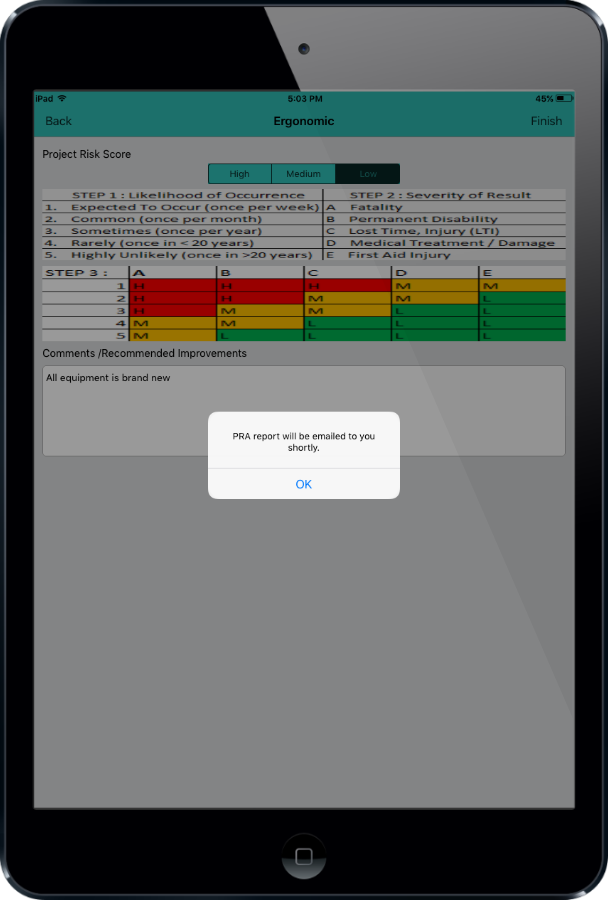 iPad 5:03 PM 45%
Back Ergonomic Finish
Project Risk Score
High Medium Low
STEP 1 : Likelihood of Occurrence STEP 2 : Severity of Result
1. Expected To Occur (once per week) A Fatality
2. Common (once per month) B Permanent Disability
3. Sometimes (once per year) C Lost Time, Injury (LTI)
4. Rarely (once in < 20 years) D Medical Treatment / Damage
5. Highly Unlikely (once in >20 years) E First Aid Injury
STEP 3 : A B C D E
1 H H H M M
2 H H M M L
3 H M M L L
4 M M L L L
5 M L L L L
Comments /Recommended Improvements
All equipment is brand new
PRA report will be emailed to you
shortly.
OK